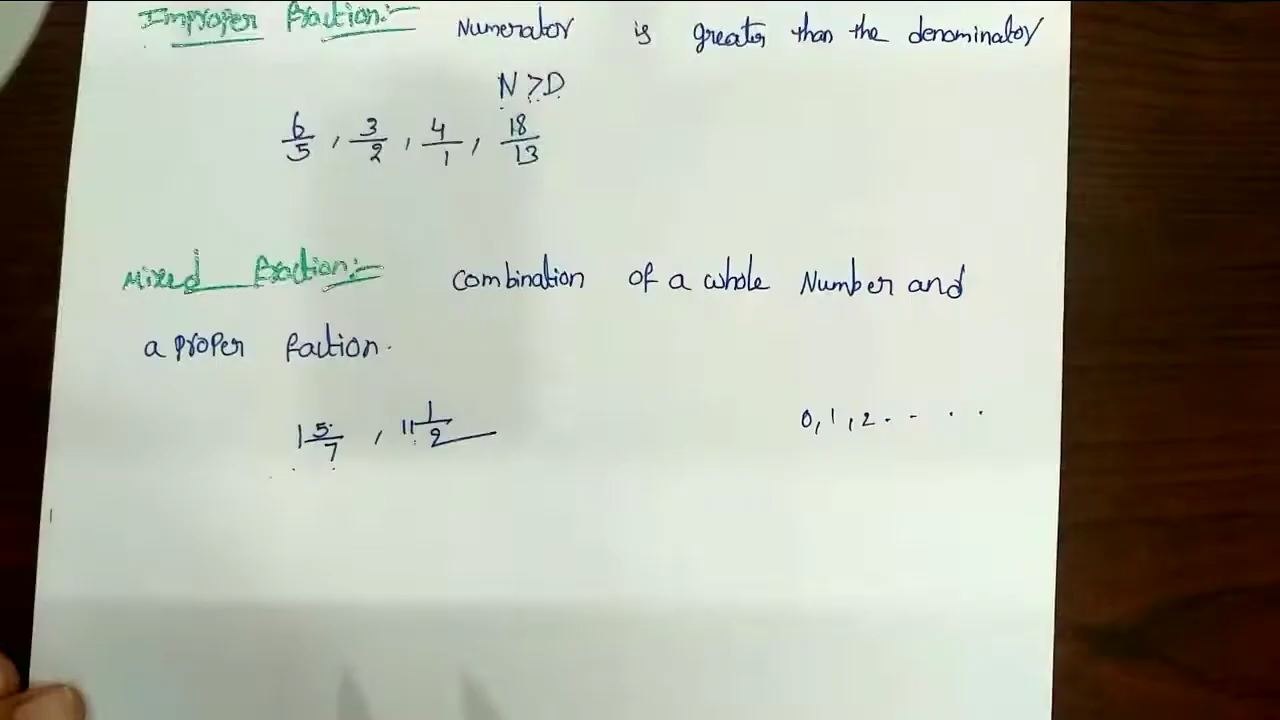 Improper fraction:- Numerator is greater than the denominator
N > D
6/5 , 3/2 , 4/1 , 18/13
Mixed fraction:- combination of a whole Number and
a proper faction.
1 5/7 , 11 1/2 0, 1, 2 - - . .